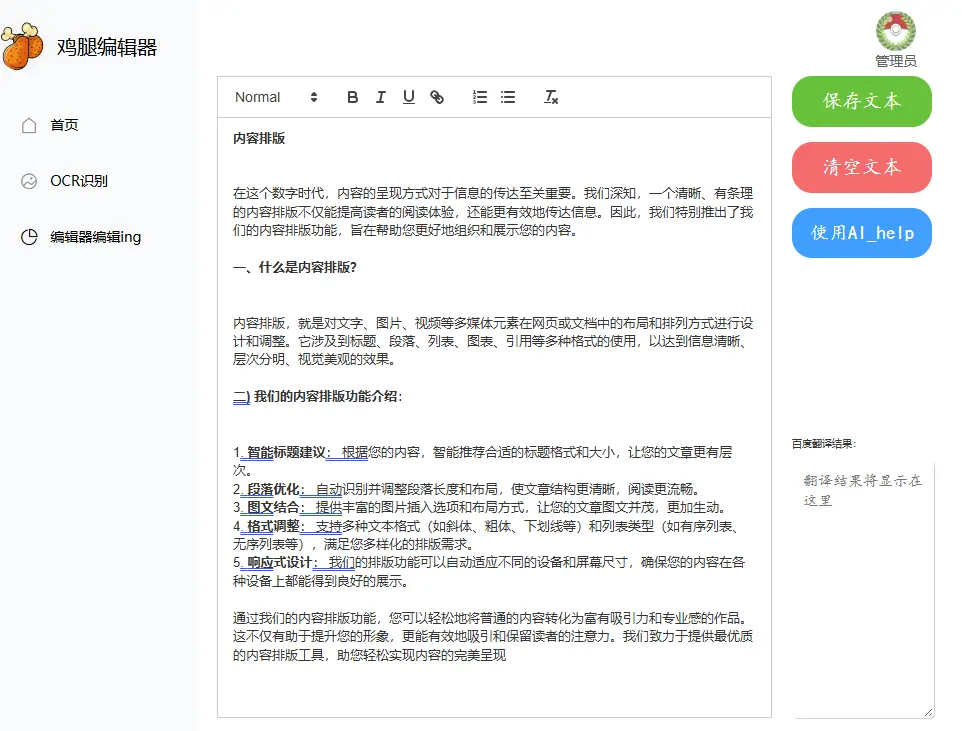 鸡腿编辑器
管理员
首页
OCR识别
编辑器编辑ing
Normal
B I U
保存文本
清空文本
使用AI_help
内容排版
在这个数字时代，内容的呈现方式对于信息的传达至关重要。我们深知，一个清晰、有条理
的内容排版不仅能提高读者的阅读体验，还能更有效地传达信息。因此，我们特别推出了我
们的内容排版功能，旨在帮助您更好地组织和展示您的内容。
一、什么是内容排版?
内容排版，就是对文字、图片、视频等多媒体元素在网页或文档中的布局和排列方式进行设
计和调整。它涉及到标题、段落、列表、图表、引用等多种格式的使用，以达到信息清晰、
层次分明、视觉美观的效果。
二) 我们的内容排版功能介绍:
1. 智能标题建议： 根据您的内容，智能推荐合适的标题格式和大小，让您的文章更有层
次。
2. 段落优化： 自动识别并调整段落长度和布局，使文章结构更清晰，阅读更流畅。
3. 图文结合： 提供丰富的图片插入选项和布局方式，让您的文章图文并茂，更加生动。
4. 格式调整： 支持多种文本格式（如斜体、粗体、下划线等）和列表类型（如有序列表、
无序列表等），满足您多样化的排版需求。
5. 响应式设计： 我们的排版功能可以自动适应不同的设备和屏幕尺寸，确保您的内容在各
种设备上都能得到良好的展示。
通过我们的内容排版功能，您可以轻松地将普通的内容转化为富有吸引力和专业感的作品。
这不仅有助于提升您的形象，更能有效地吸引和保留读者的注意力。我们致力于提供最优质
的内容排版工具，助您轻松实现内容的完美呈现
百度翻译结果:
翻译结果将显示在
这里